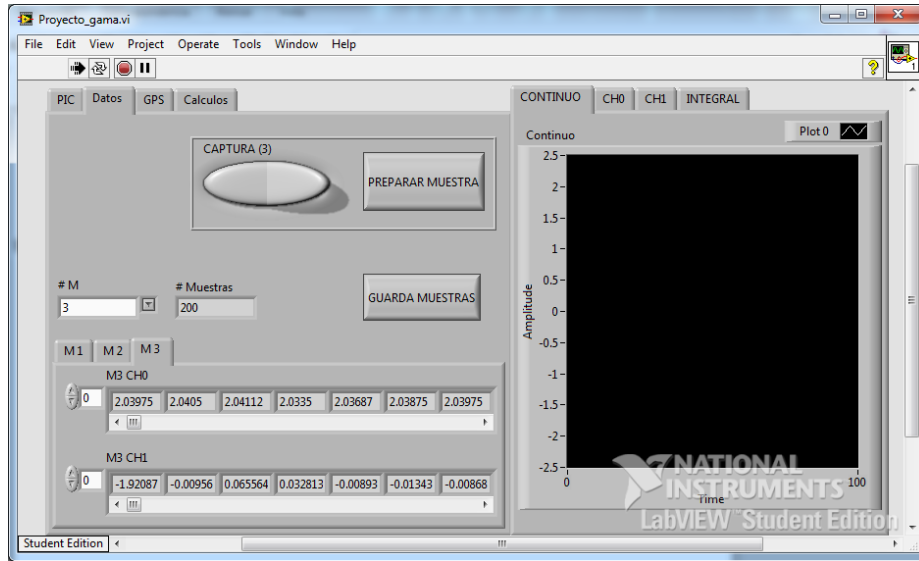 Proyecto_gama.vi
File Edit View Project Operate Tools Window Help
1
PIC Datos GPS Calculos
CAPTURA (3)
PREPARAR MUESTRA
# M
3
# Muestras
200
GUARDA MUESTRAS
M 1 M 2 M 3
M3 CH0
0 2.03975 2.0405 2.04112 2.0335 2.03687 2.03875 2.03975
M3 CH1
0 -1.92087 -0.00956 0.065564 0.032813 -0.00893 -0.01343 -0.00868
CONTINUO CH0 CH1 INTEGRAL
Continuo
Plot 0
Amplitude
2.5
2
1.5
1
0.5
0
-0.5
-1
-1.5
-2
-2.5
0 100
Time
NATIONAL
INSTRUMENTS
LabVIEW™ Student Edition
Student Edition